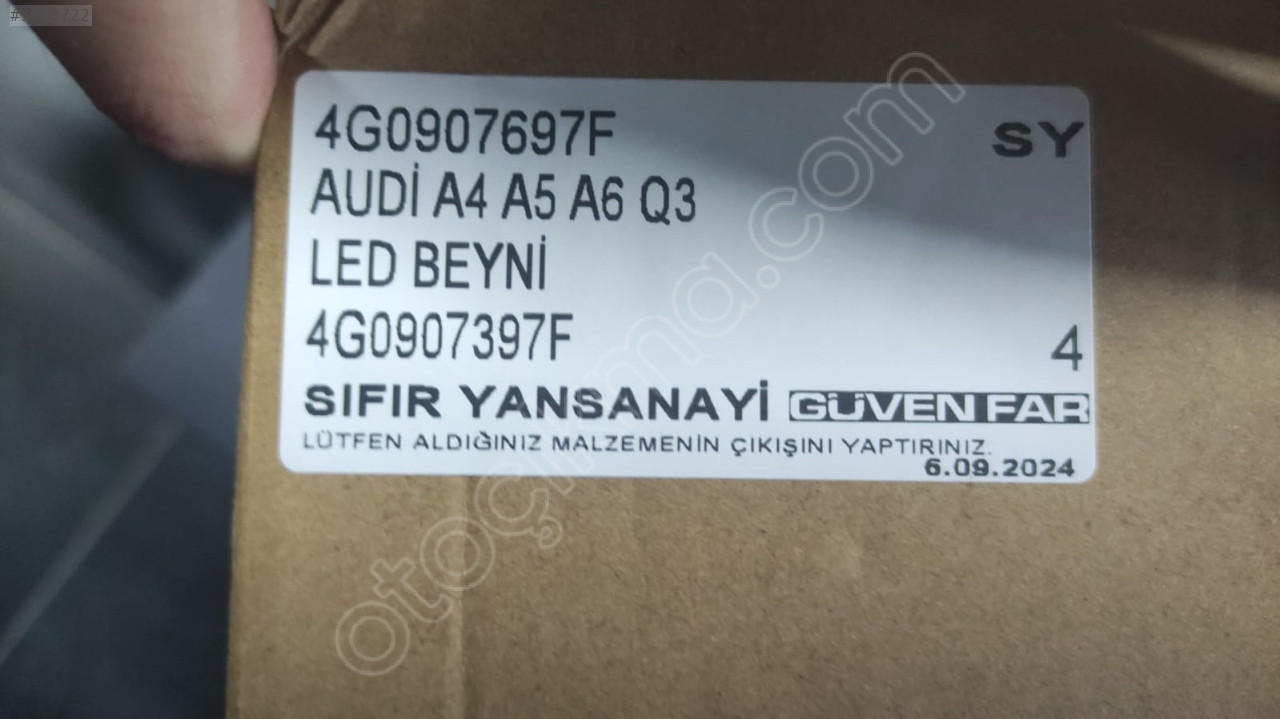 4G0907697F
SY
AUDİ A4 A5 A6 Q3
LED BEYNİ
4G0907397F
4
SIFIR YANSANAYİ GÜVEN FAR
LÜTFEN ALDIĞINIZ MALZEMENİN ÇIKIŞINI YAPTIRINIZ.
6.09.2024
otoçıkma.com